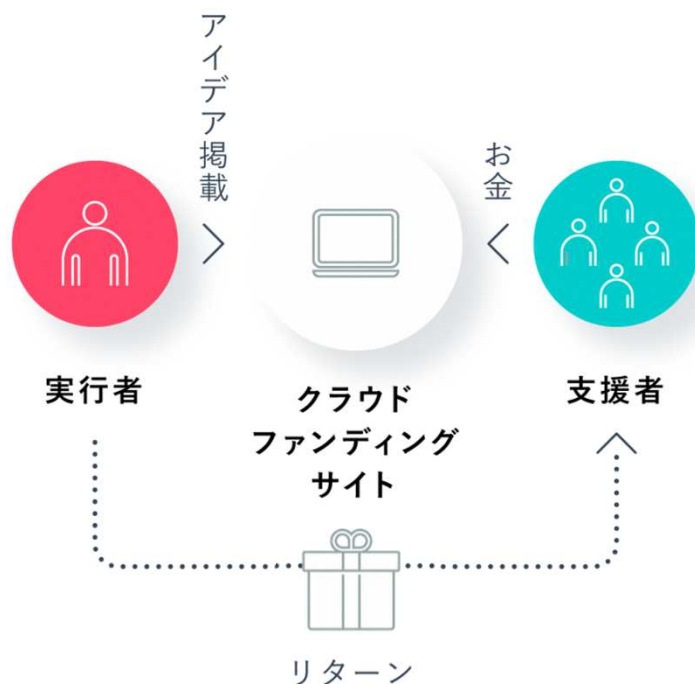 アイデア掲載
お金
実行者
クラウド
ファンディング
サイト
支援者
リターン